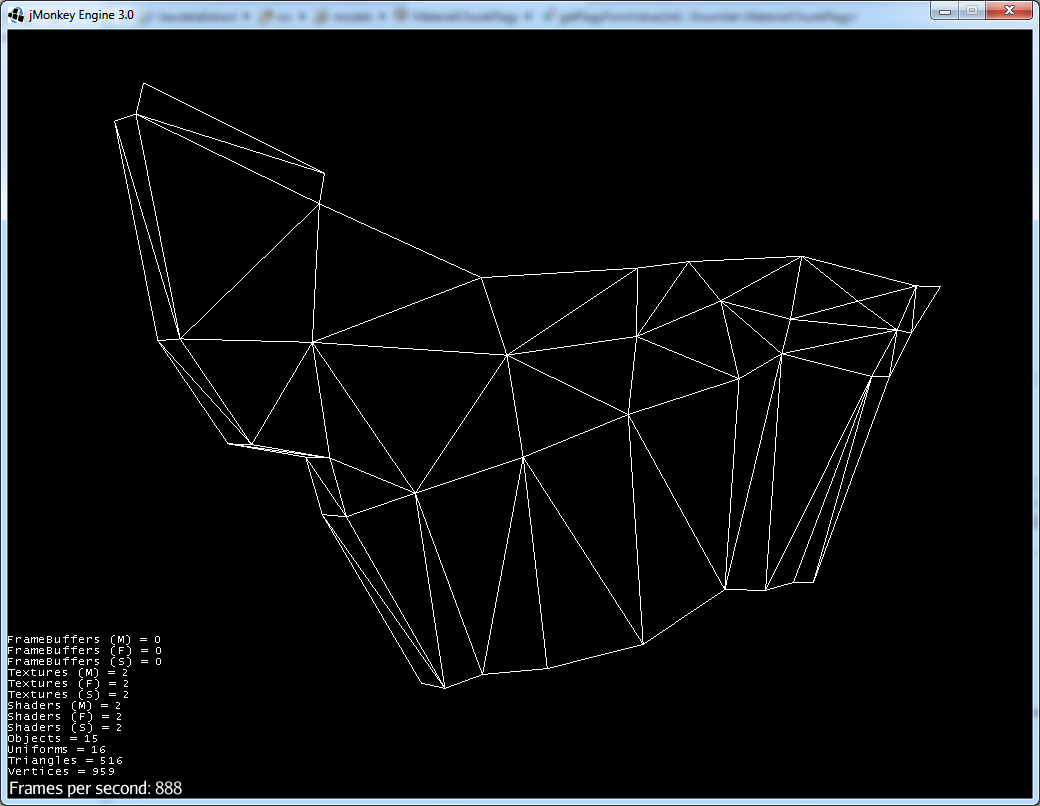 jMonkey Engine 3.0
FrameBuffers (M) = 0
FrameBuffers (F) = 0
FrameBuffers (S) = 0
Textures (M) = 2
Textures (F) = 2
Textures (S) = 2
Shaders (M) = 2
Shaders (F) = 2
Shaders (S) = 2
Objects = 15
Uniforms = 16
Triangles = 516
Vertices = 959
Frames per second: 888